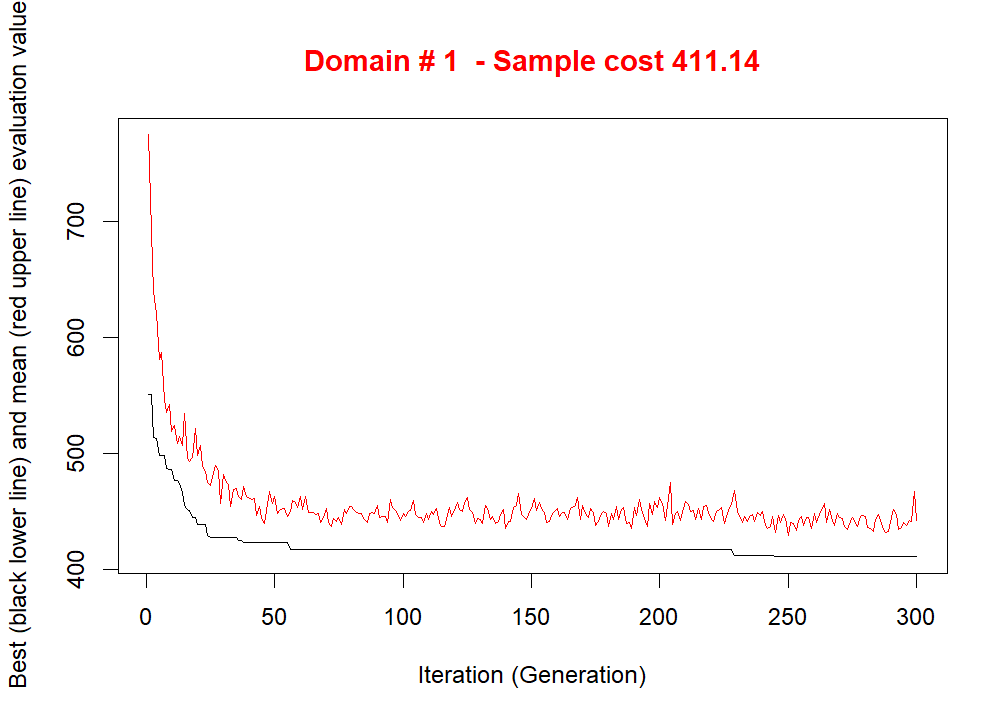 Domain # 1  - Sample cost 411.14
Best (black lower line) and mean (red upper line) evaluation value
700
600
500
400
0 50 100 150 200 250 300
Iteration (Generation)